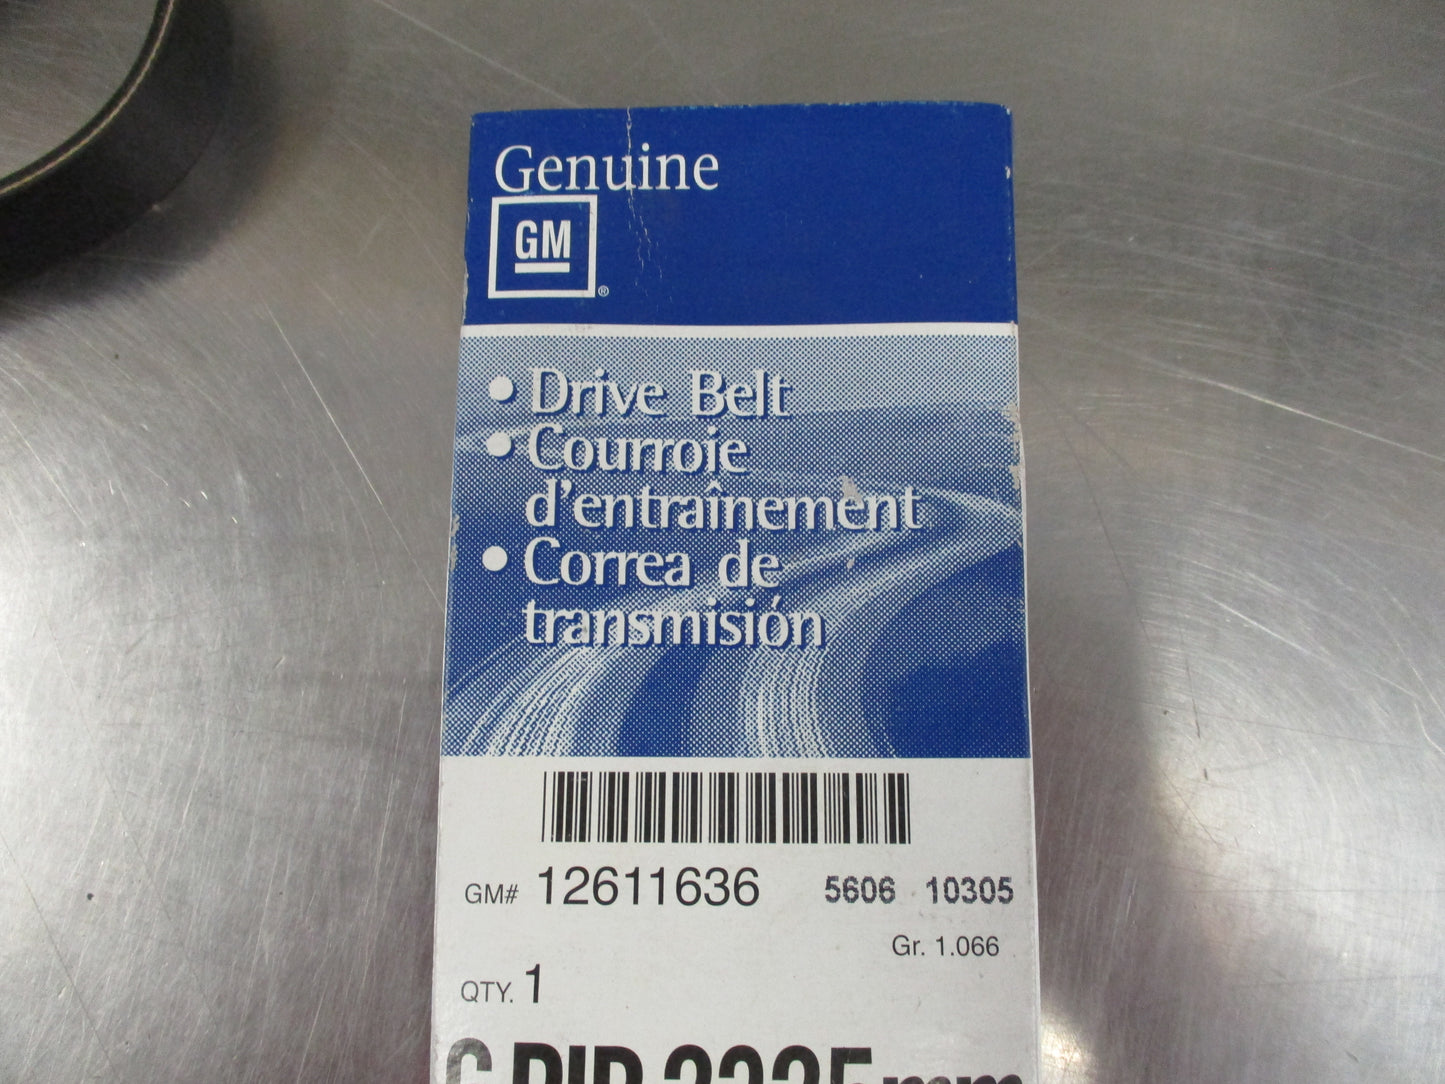 Genuine
GM®
• Drive Belt
• Courroie
d'entraînement
• Correa de
transmisión
GM# 12611636 5606 10305
Gr. 1.066
QTY. 1